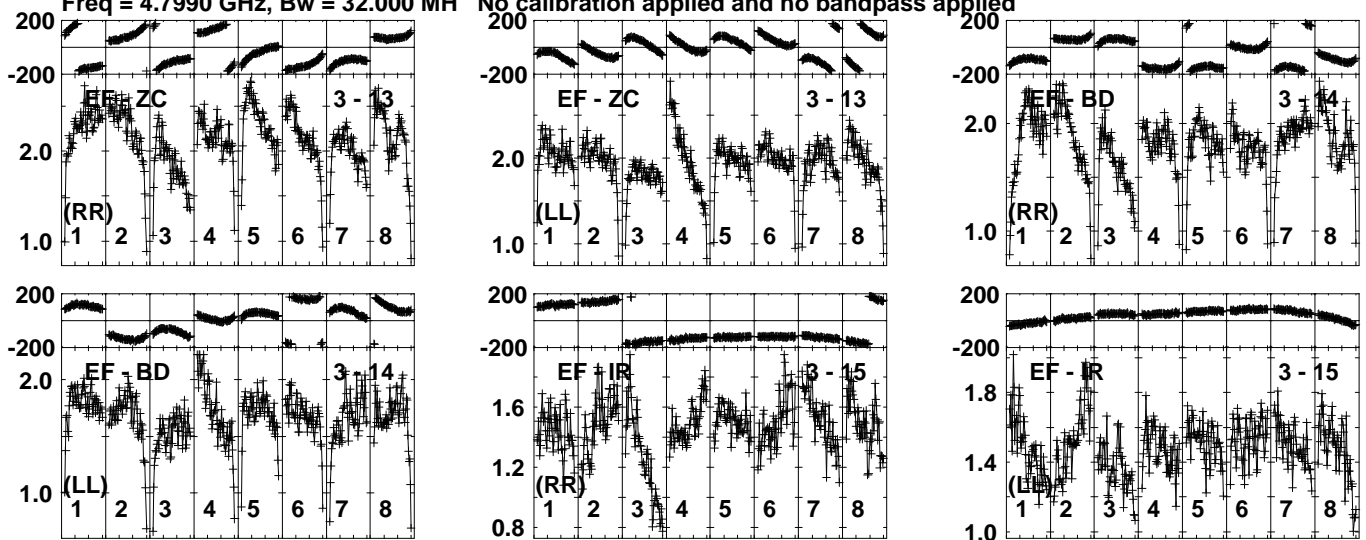 Freq = 4.7990 GHz, Bw = 32.000 MH No calibration applied and no bandpass applied
200
-200
EF - ZC 3 - 13
2.0
(RR)
1.0
1 2 3 4 5 6 7 8
200
-200
EF - ZC 3 - 13
2.0
(LL)
1.0
1 2 3 4 5 6 7 8
200
-200
EF - BD 3 - 14
2.0
(RR)
1.0
1 2 3 4 5 6 7 8
200
-200
EF - BD 3 - 14
2.0
(LL)
1.0
1 2 3 4 5 6 7 8
200
-200
EF - IR 3 - 15
1.6
1.2
(RR)
0.8
1 2 3 4 5 6 7 8
200
-200
EF - IR 3 - 15
1.8
1.4
(LL)
1.0
1 2 3 4 5 6 7 8